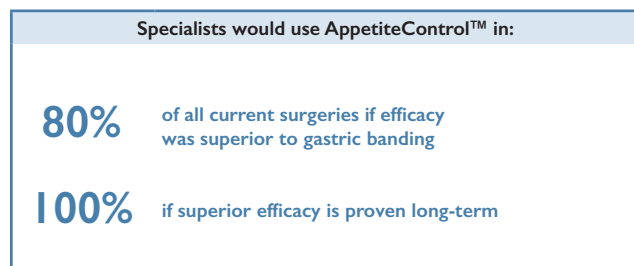 Specialists would use AppetiteControl™ in:
80%
of all current surgeries if efficacy
was superior to gastric banding
100%
if superior efficacy is proven long-term